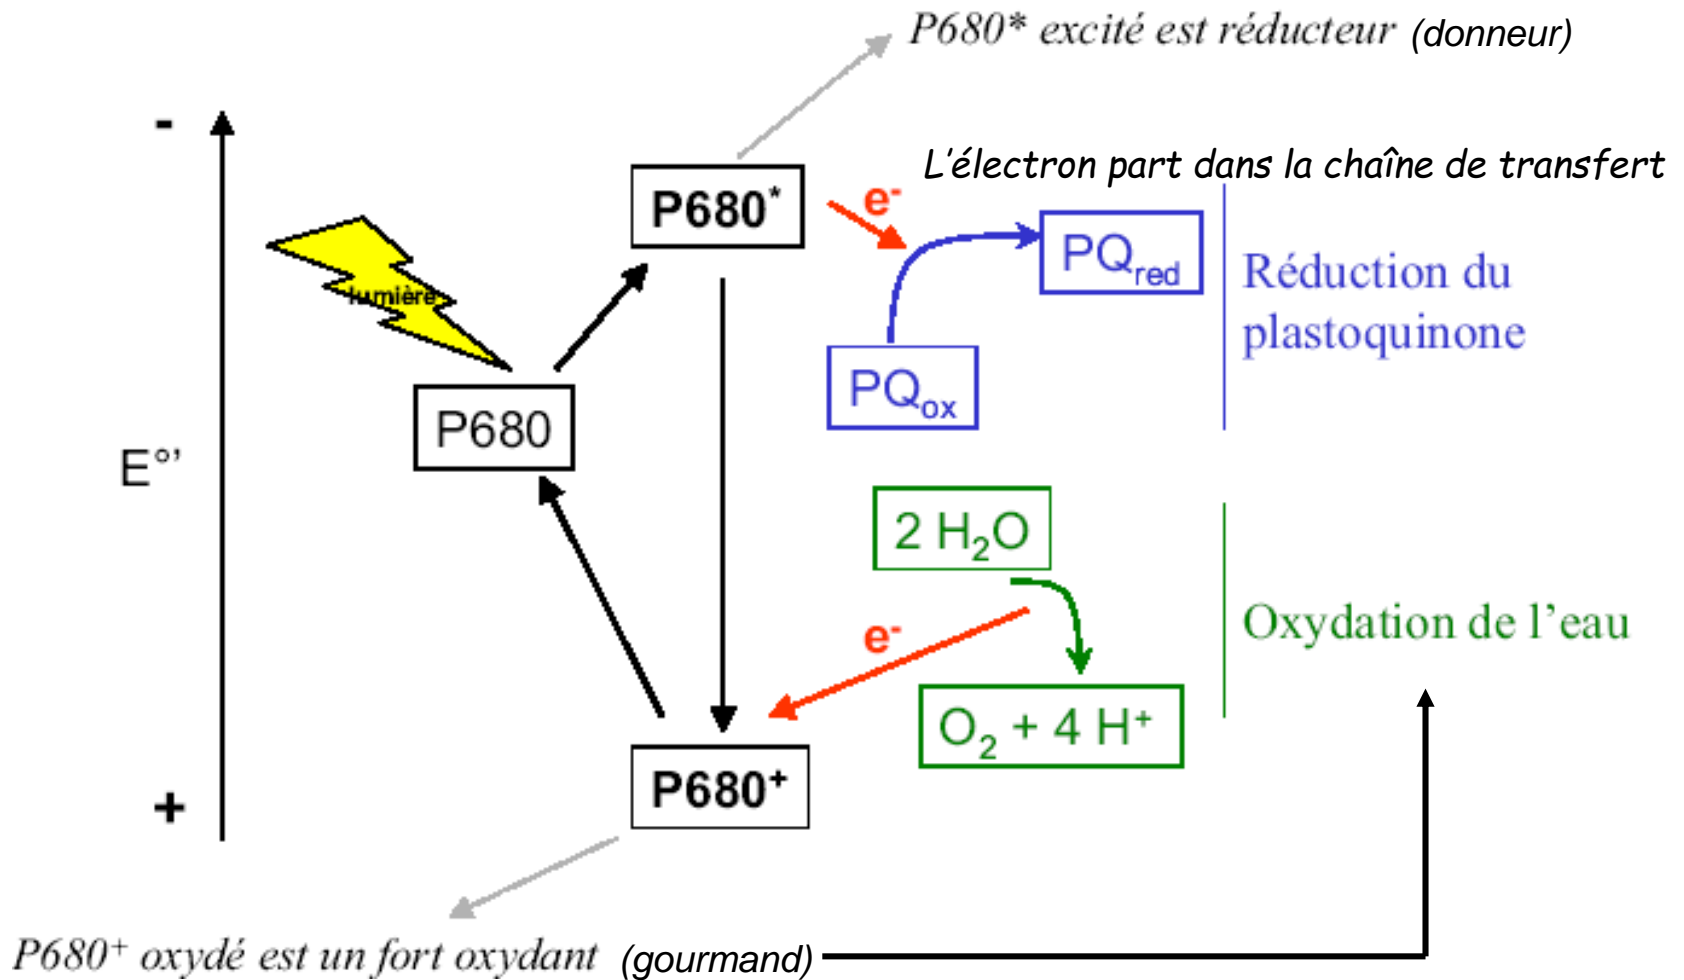 P680* excité est réducteur (donneur)
-
L'électron part dans la chaîne de transfert
P680*
e-
PQred
Réduction du
plastoquinone
lumière
PQox
P680
E°’
2 H2O
e-
Oxydation de l’eau
O2 + 4 H+
P680+
+
P680+ oxydé est un fort oxydant (gourmand)